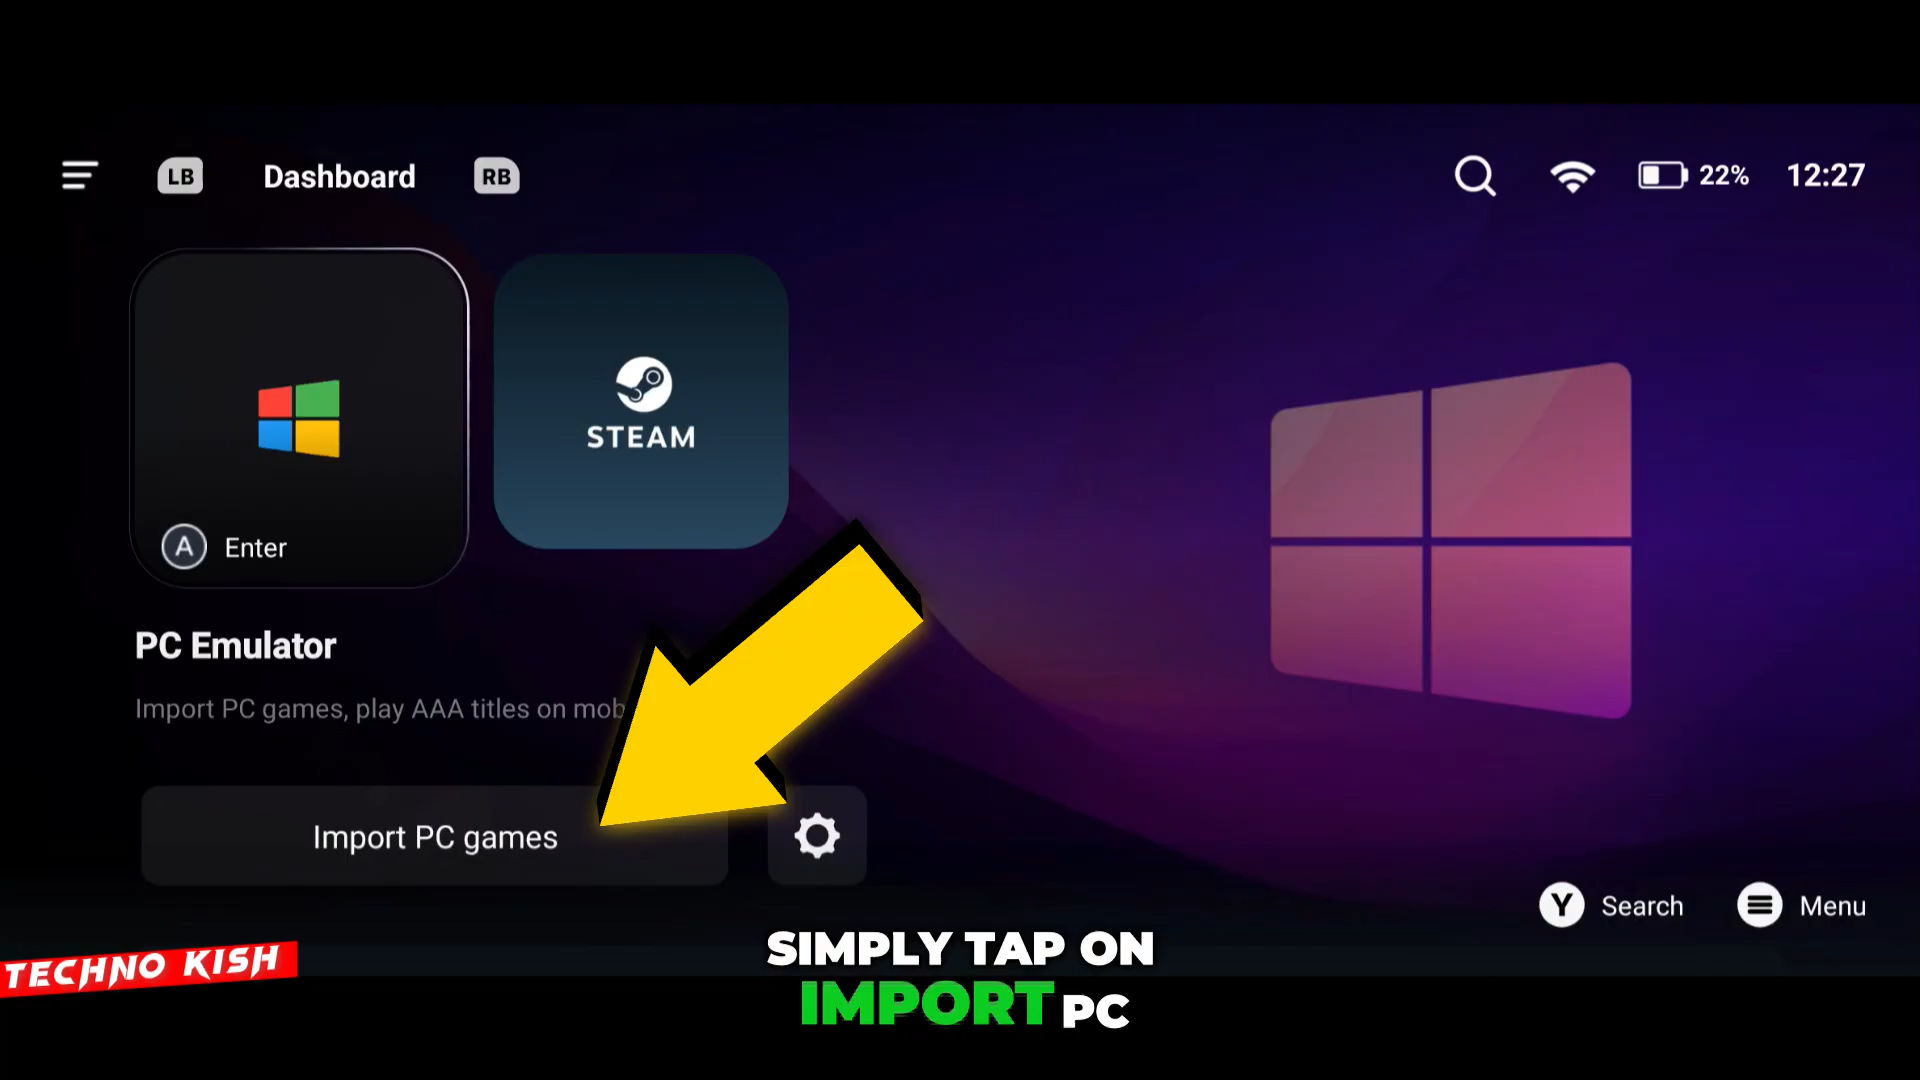 LB Dashboard RB 22% 12:27
STEAM
A Enter
PC Emulator
Import PC games, play AAA titles on mob
Import PC games
Y Search Menu
TECHNO KISH
SIMPLY TAP ON
IMPORT PC